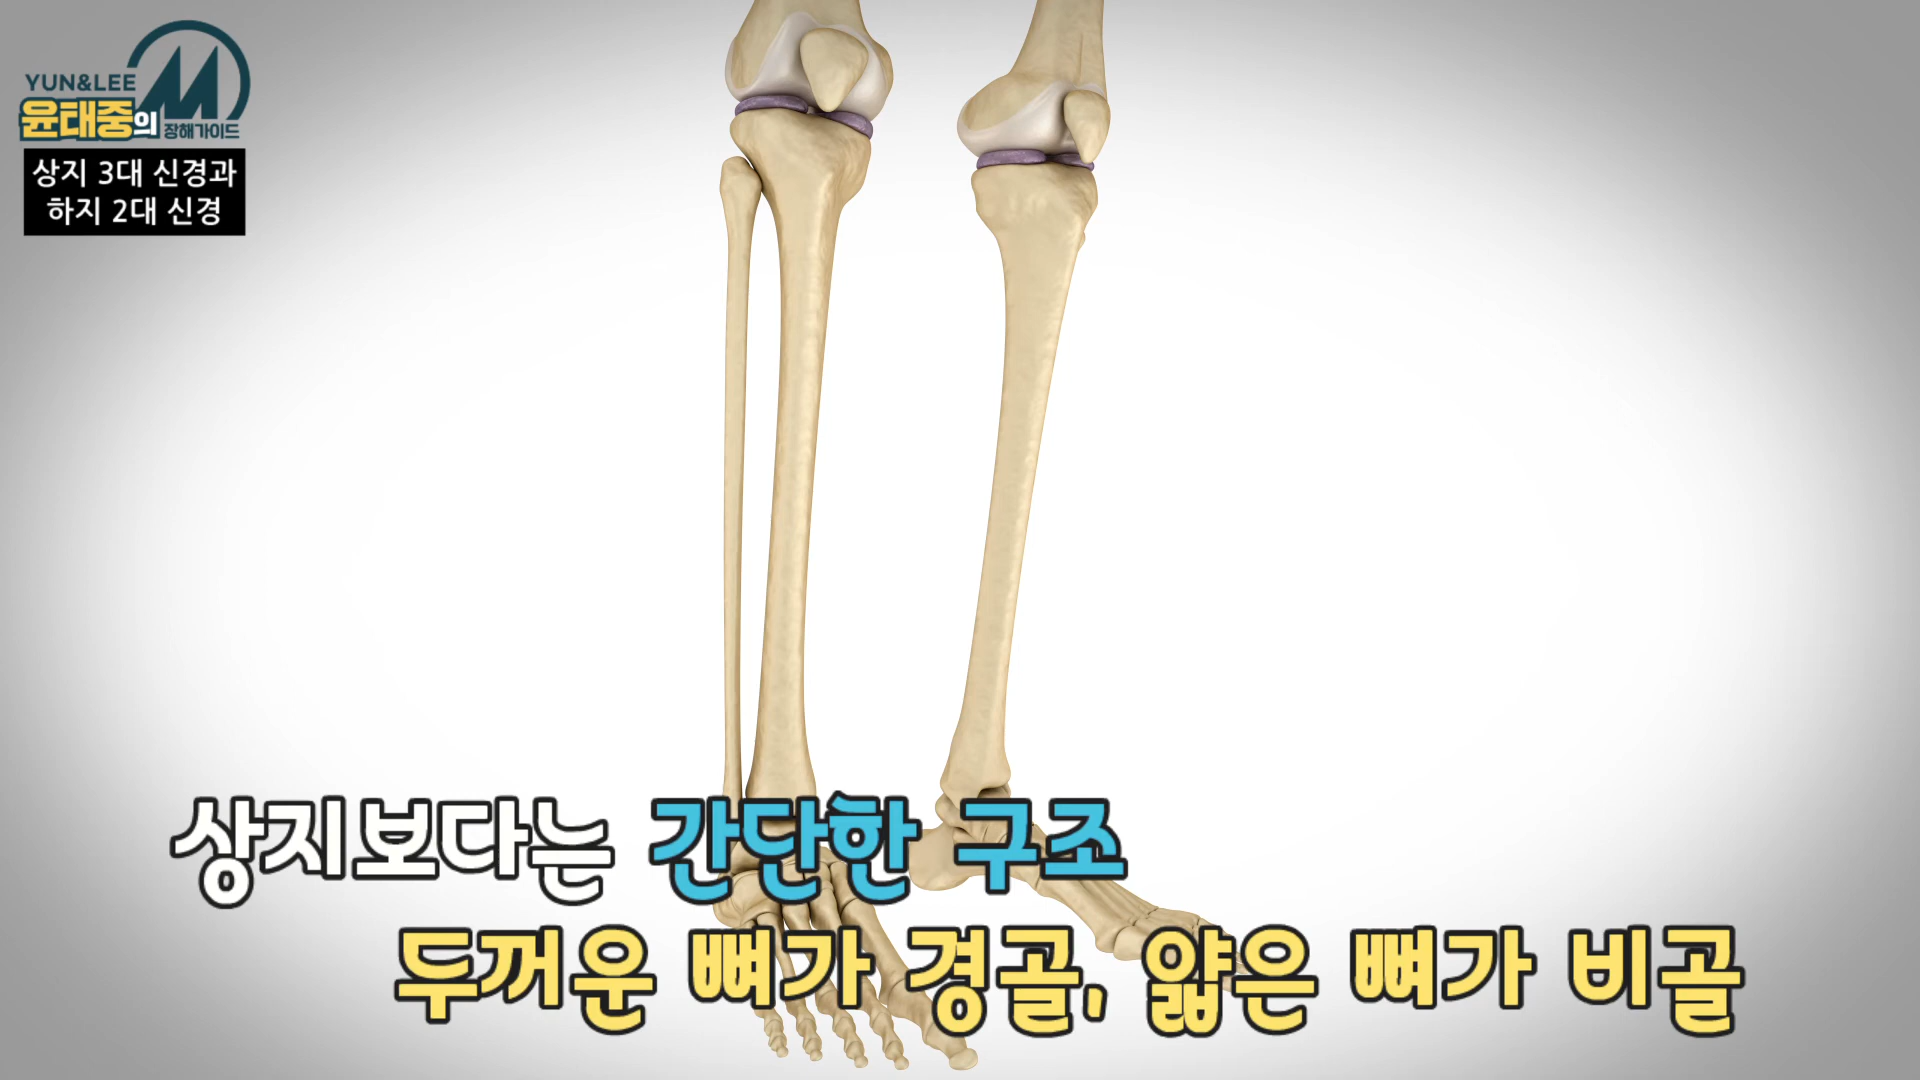 YUN&LEE
윤태중의 장해가이드
상지 3대 신경과
하지 2대 신경
상지보다는 간단한 구조
두꺼운 뼈가 경골, 얇은 뼈가 비골